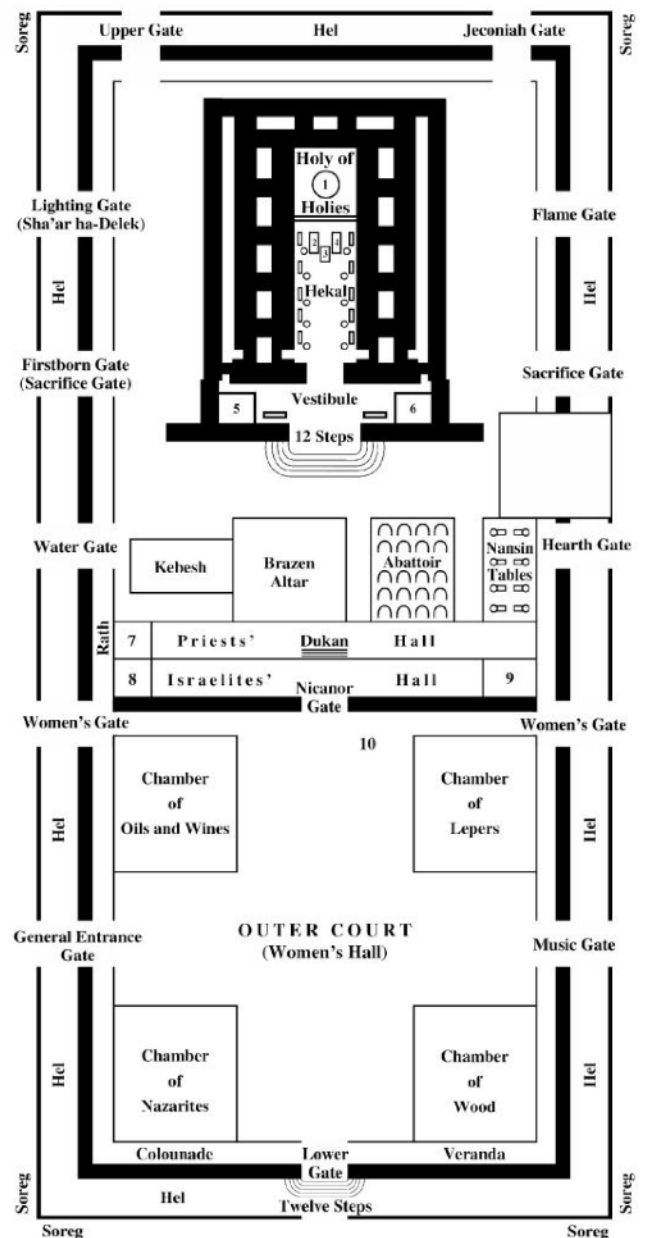 Soreg
Upper Gate
Hel
Jeconiah Gate
Soreg
Holy of
1
Holies
Lighting Gate
(Sha'ar ha-Delek)
Flame Gate
2
3
4
Hekal
Hel
Hel
Firstborn Gate
(Sacrifice Gate)
Sacrifice Gate
Vestibule
5
6
12 Steps
Water Gate
Kebesh
Brazen
Altar
Abattoir
Nansin
Tables
Hearth Gate
Rath
7
Priests'
Dukan
Hall
8
Israelites'
Hall
9
Nicanor
Gate
Women's Gate
Women's Gate
10
Chamber
of
Oils and Wines
Chamber
of
Lepers
Hel
Hel
OUTER COURT
(Women's Hall)
General Entrance
Gate
Music Gate
Chamber
of
Nazarites
Chamber
of
Wood
Hel
Hel
Colounade
Lower
Gate
Veranda
Soreg
Hel
Twelve Steps
Soreg
Soreg
Soreg